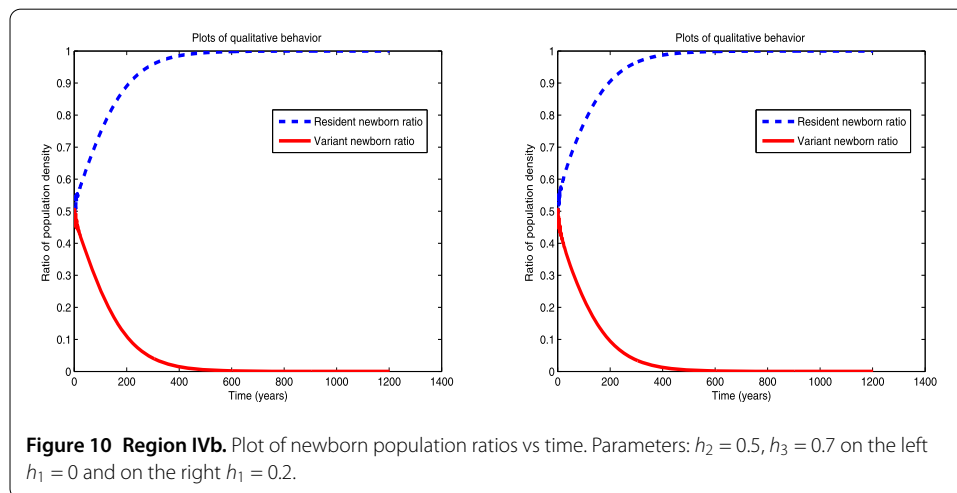 Plots of qualitative behavior
Ratio of population density
1
0.9
0.8
0.7
0.6
0.5
0.4
0.3
0.2
0.1
0
Resident newborn ratio
Variant newborn ratio
0 200 400 600 800 1000 1200 1400
Time (years)
Plots of qualitative behavior
Ratio of population density
1
0.9
0.8
0.7
0.6
0.5
0.4
0.3
0.2
0.1
0
Resident newborn ratio
Variant newborn ratio
0 200 400 600 800 1000 1200 1400
Time (years)
Figure 10 Region IVb. Plot of newborn population ratios vs time. Parameters: h₂ = 0.5, h₃ = 0.7 on the left
h₁ = 0 and on the right h₁ = 0.2.